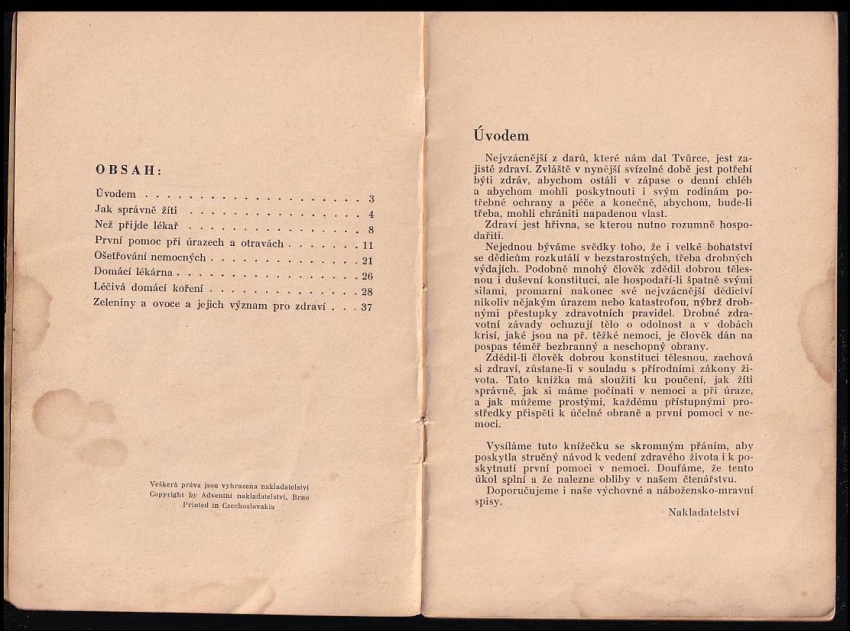 OBSAH:
Úvodem . . . . . . . . . . . . . . . . . . . . 3
Jak správně žíti . . . . . . . . . . . . . . . . 4
Než přijde lékař . . . . . . . . . . . . . . . . 8
První pomoc při úrazech a otravách . . . . . . . 11
Ošetřování nemocných . . . . . . . . . . . . . . 21
Domácí lékárna . . . . . . . . . . . . . . . . . 26
Léčivá domácí koření . . . . . . . . . . . . . . 28
Zeleniny a ovoce a jejich význam pro zdraví . . . 37
Veškerá práva jsou vyhrazena nakladatelství
Copyright by Adventní nakladatelství, Brno
Printed in Czechoslovakia
Úvodem
Nejvzácnější z darů, které nám dal Tvůrce, jest za-
jisté zdraví. Zvláště v nynější svízelné době jest potřebí
býti zdráv, abychom ostáli v zápase o denní chléb
a abychom mohli poskytnouti i svým rodinám po-
třebné ochrany a péče a konečně, abychom, bude-li
třeba, mohli chrániti napadenou vlast.
Zdraví jest hřivna, se kterou nutno rozumně hospo-
dařiti.
Nejednou býváme svědky toho, že i velké bohatství
se dědicům rozkutálí v bezstarostných, třeba drobných
výdajích. Podobně mnohý člověk zdědil dobrou těles-
nou i duševní konstituci, ale hospodaří-li špatně svými
silami, promarní nakonec své nejvzácnější dědictví
nikoliv nějakým úrazem nebo katastrofou, nýbrž drob-
nými přestupky zdravotních pravidel. Drobné zdra-
votní závady ochuzují tělo o odolnost a v dobách
krisí, jaké jsou na př. těžké nemoci, je člověk dán na
pospas téměř bezbranný a neschopný obrany.
Zdědil-li člověk dobrou konstituci tělesnou, zachová
si zdraví, zůstane-li v souladu s přírodními zákony ži-
vota. Tato knížka má sloužiti ku poučení, jak žíti
správně, jak si máme počínati v nemoci a při úraze,
a jak můžeme prostými, každému přístupnými pro-
středky přispěti k účelné obraně a první pomoci v ne-
moci.
Vysíláme tuto knížečku se skromným přáním, aby
poskytla stručný návod k vedení zdravého života i k po-
skytnutí první pomoci v nemoci. Doufáme, že tento
úkol splní a že nalezne obliby v našem čtenářstvu.
Doporučujeme i naše výchovné a nábožensko-mravní
spisy.
Nakladatelství